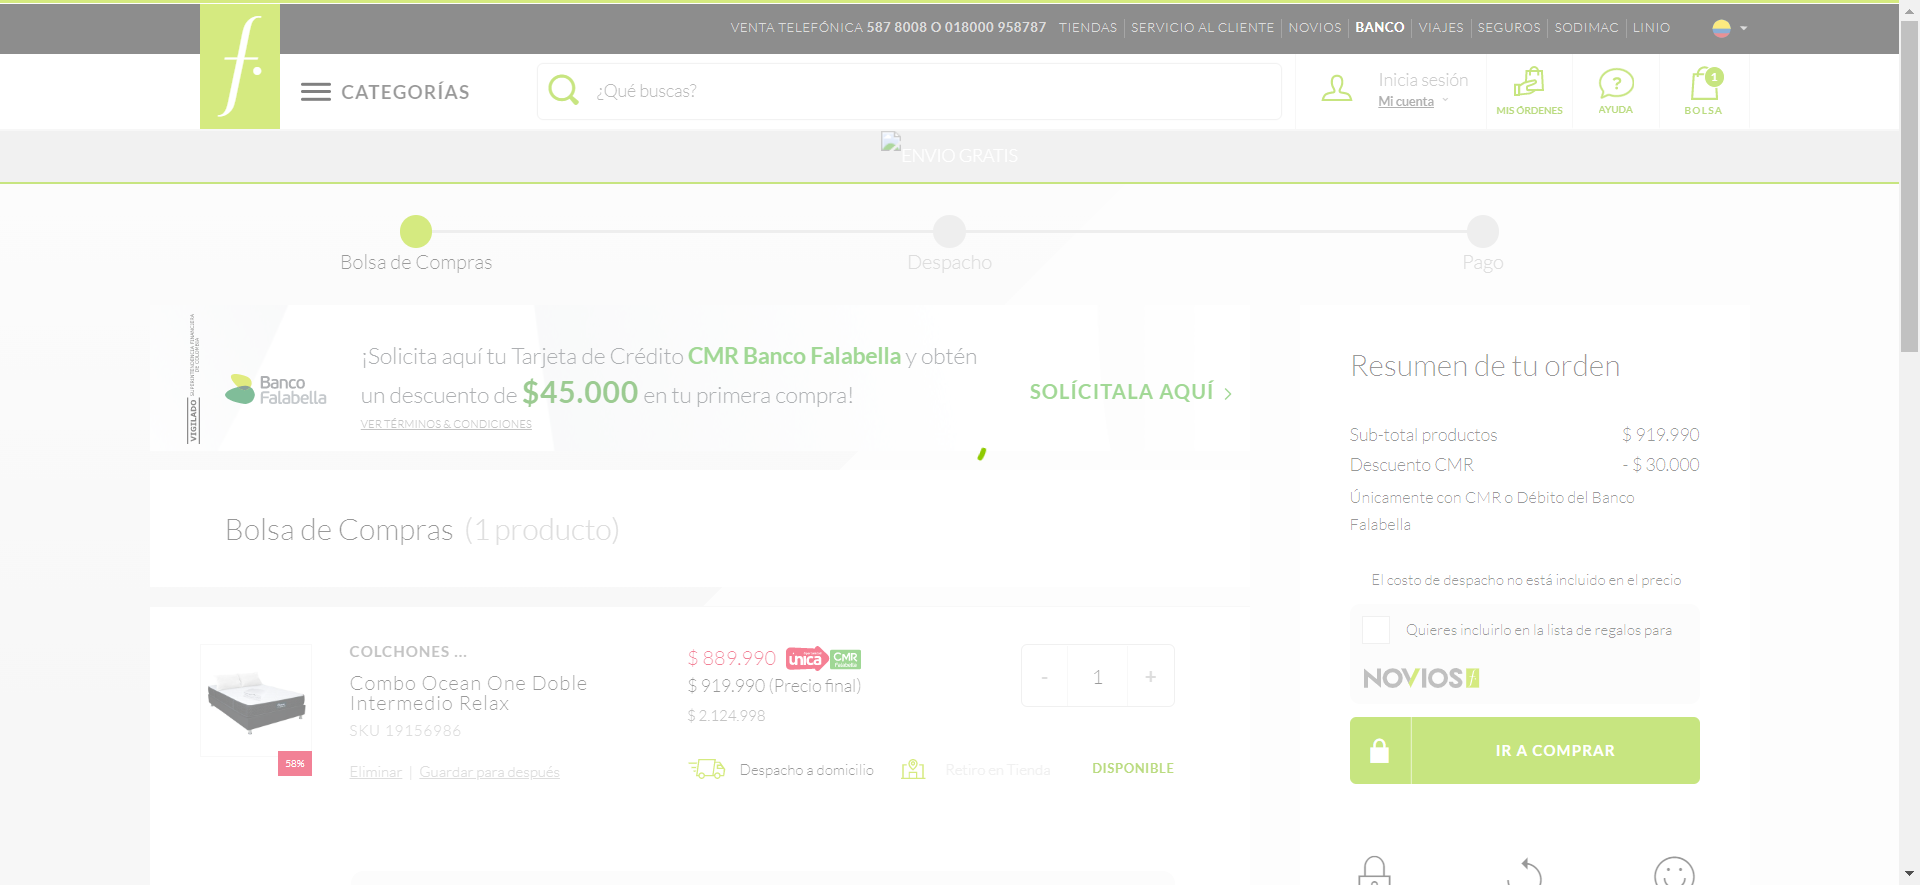 VENTA TELEFÓNICA 587 8008 O 018000 958787 TIENDAS SERVICIO AL CLIENTE NOVIOS BANCO VIAJES SEGUROS SODIMAC LINIO
f.
CATEGORÍAS
¿Qué buscas?
Inicia sesión
Mi cuenta
MIS ÓRDENES
AYUDA
1
BOLSA
ENVIO GRATIS
Bolsa de Compras
Despacho
Pago
VIGILADO SUPERINTENDENCIA FINANCIERA
DE COLOMBIA
Banco
Falabella
¡Solicita aquí tu Tarjeta de Crédito CMR Banco Falabella y obtén
un descuento de $45.000 en tu primera compra!
VER TÉRMINOS & CONDICIONES
SOLÍCITALA AQUÍ
Bolsa de Compras (1 producto)
COLCHONES ...
Combo Ocean One Doble
Intermedio Relax
SKU 19156986
58%
Eliminar | Guardar para después
$ 889.990 única CMR Falabella
$ 919.990 (Precio final)
$ 2.124.998
- 1 +
Despacho a domicilio
Retiro en Tienda
DISPONIBLE
Resumen de tu orden
Sub-total productos $ 919.990
Descuento CMR - $ 30.000
Únicamente con CMR o Débito del Banco
Falabella
El costo de despacho no está incluido en el precio
Quieres incluirlo en la lista de regalos para
NOVIOS f.
IR A COMPRAR